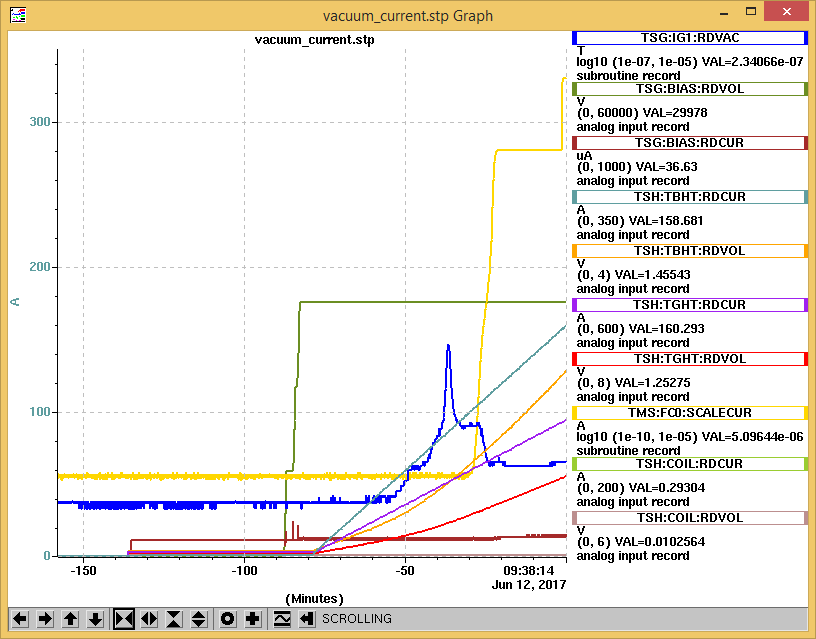 vacuum_current.stp Graph
vacuum_current.stp
A
300
200
100
0
-150
-100
-50
09:38:14
Jun 12, 2017
(Minutes)
TSG:IG1:RDVAC
T
log10 (1e-07, 1e-05) VAL=2.34066e-07
subroutine record
TSG:BIAS:RDVOL
V
(0, 60000) VAL=29978
analog input record
TSG:BIAS:RDCUR
uA
(0, 1000) VAL=36.63
analog input record
TSH:TBHT:RDCUR
A
(0, 350) VAL=158.681
analog input record
TSH:TBHT:RDVOL
V
(0, 4) VAL=1.45543
analog input record
TSH:TGHT:RDCUR
A
(0, 600) VAL=160.293
analog input record
TSH:TGHT:RDVOL
V
(0, 8) VAL=1.25275
analog input record
TMS:FC0:SCALECUR
A
log10 (1e-10, 1e-05) VAL=5.09644e-06
subroutine record
TSH:COIL:RDCUR
A
(0, 200) VAL=0.29304
analog input record
TSH:COIL:RDVOL
V
(0, 6) VAL=0.0102564
analog input record
SCROLLING